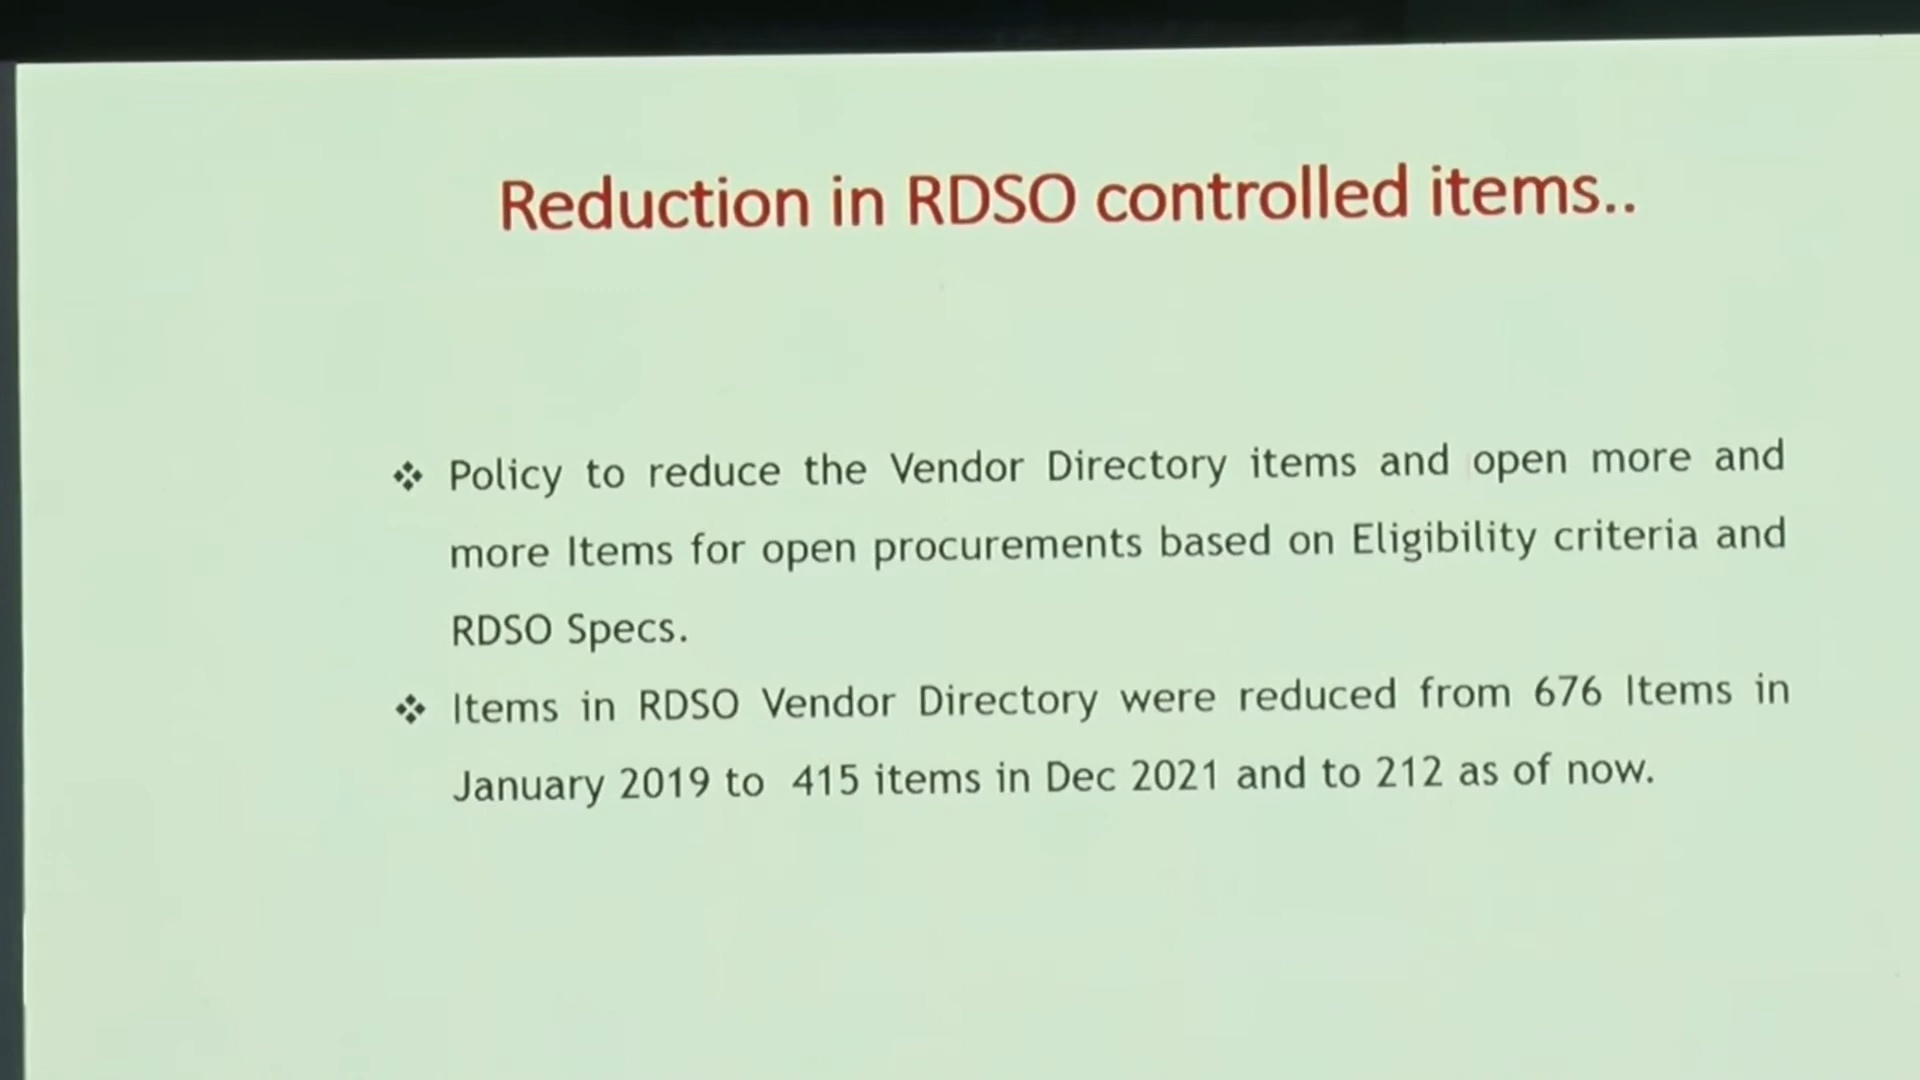 Reduction in RDSO controlled items..
❖ Policy to reduce the Vendor Directory items and open more and
more Items for open procurements based on Eligibility criteria and
RDSO Specs.
❖ Items in RDSO Vendor Directory were reduced from 676 Items in
January 2019 to 415 items in Dec 2021 and to 212 as of now.